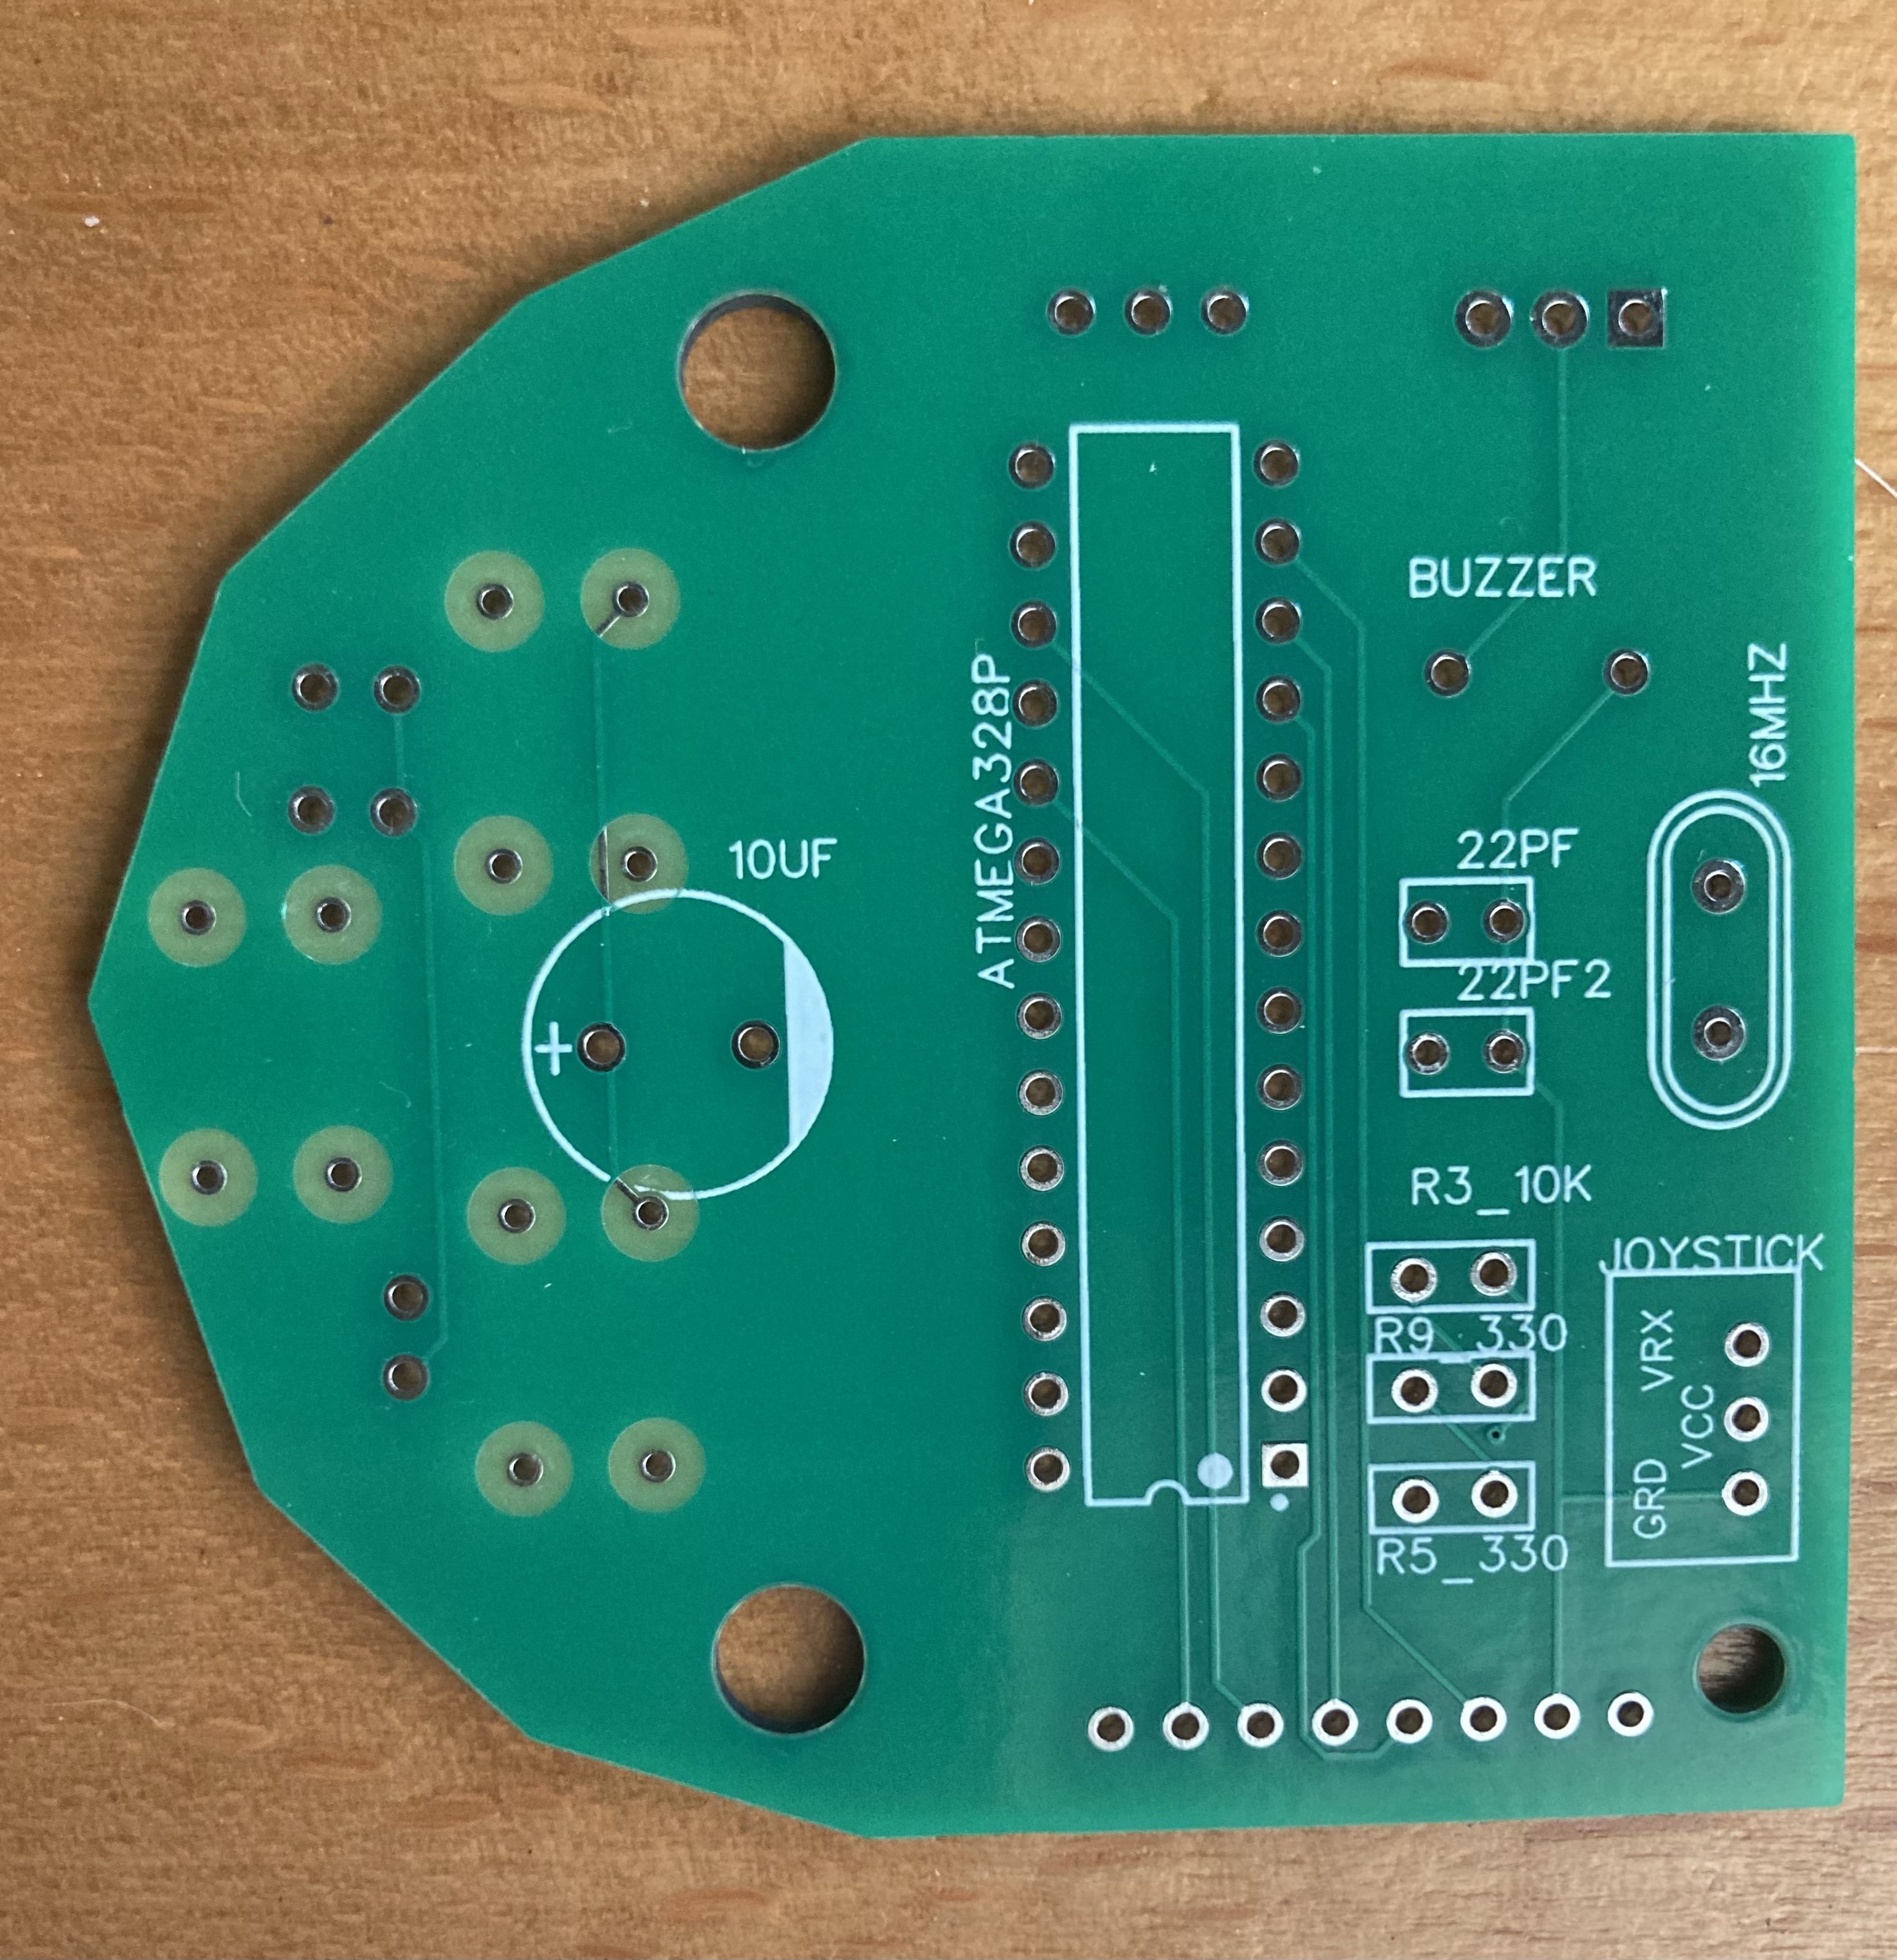 BUZZER
16MHZ
ATMEGA328P
10UF
+
22PF
22PF2
R3_10K
JOYSTICK
VRX
VCC
GRD
R9_330
R5_330